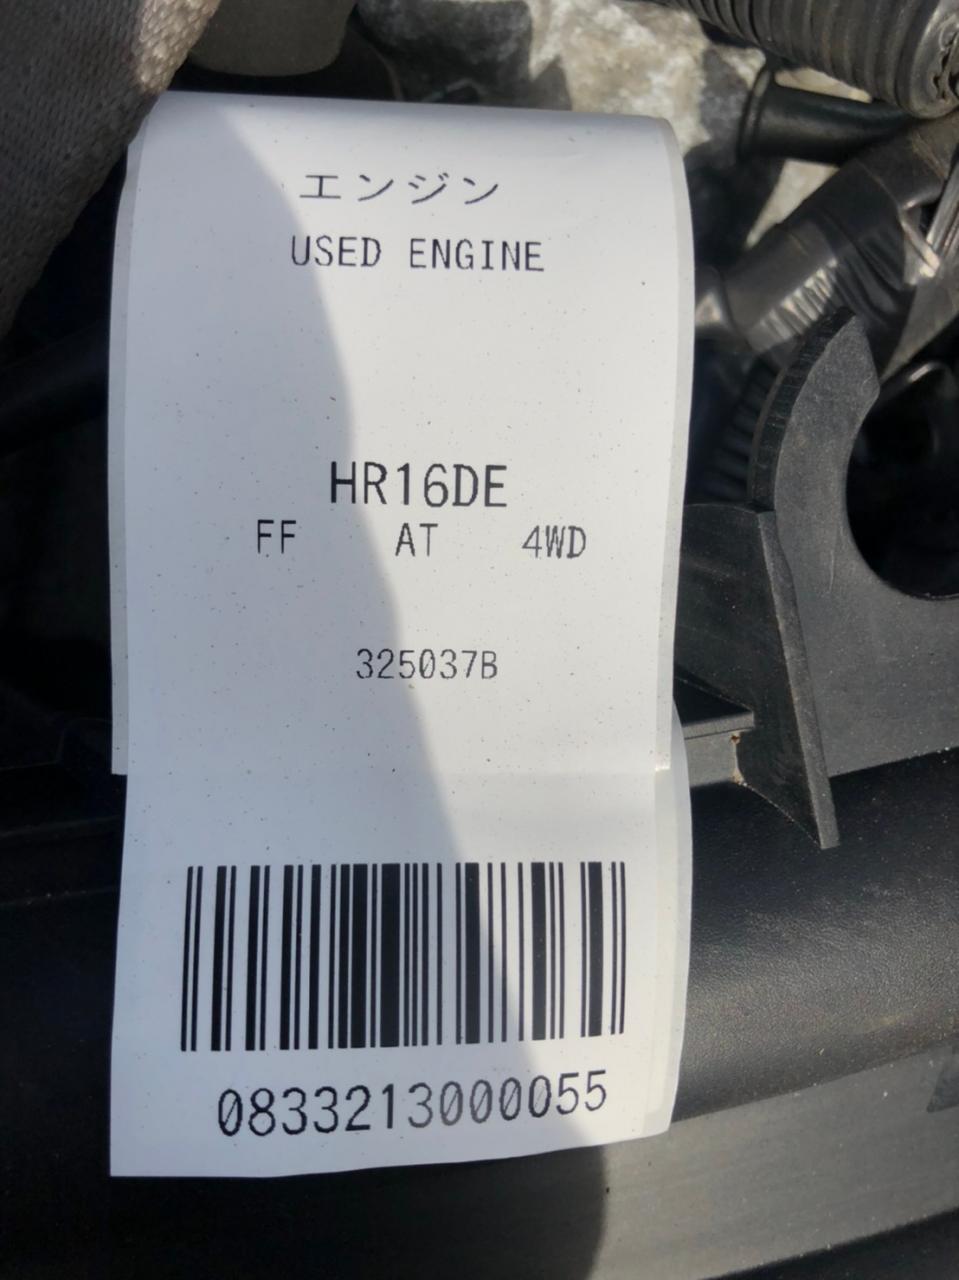 エンジン
USED ENGINE
HR16DE
FF AT 4WD
325037B
0833213000055